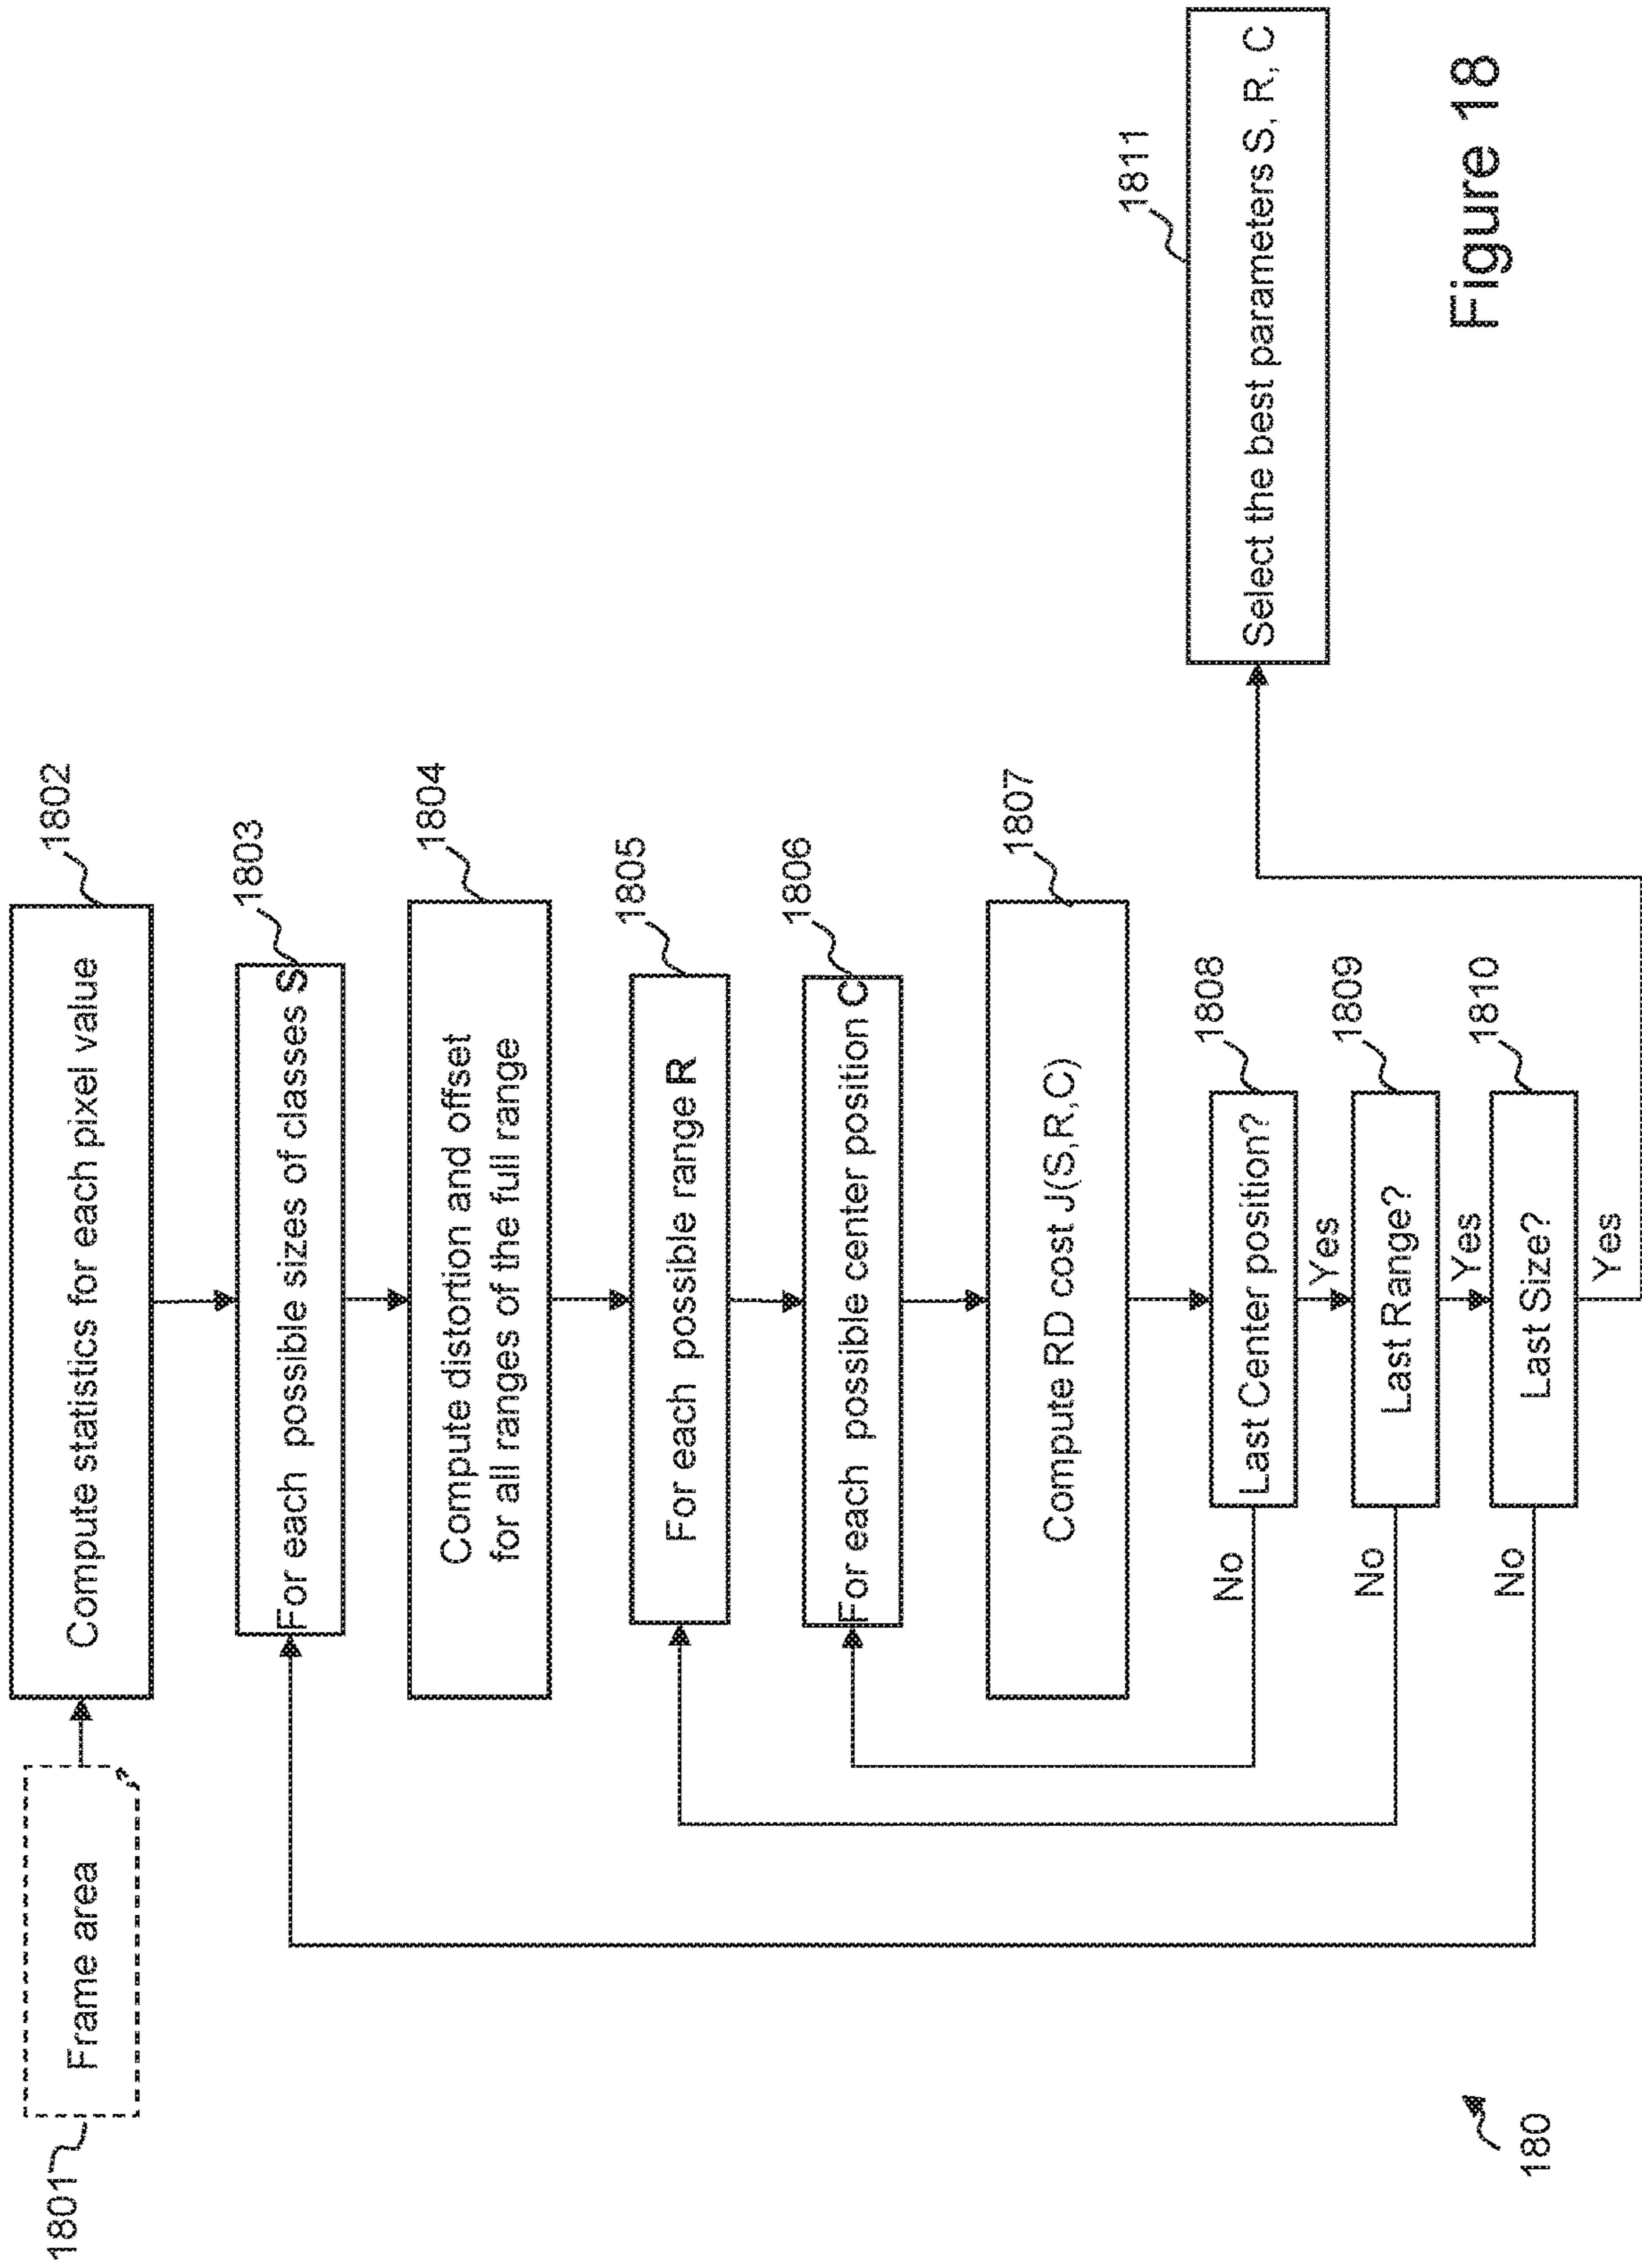 1801
Frame area
Compute statistics for each pixel value
1802
For each possible sizes of classes S
1803
Compute distortion and offset
for all ranges of the full range
1804
For each possible range R
1805
For each possible center position C
1806
Compute RD cost J(S,R,C)
1807
Last Center position?
1808
No
Yes
Last Range?
1809
No
Yes
Last Size?
1810
No
Yes
Select the best parameters S, R, C
1811
180
Figure 18